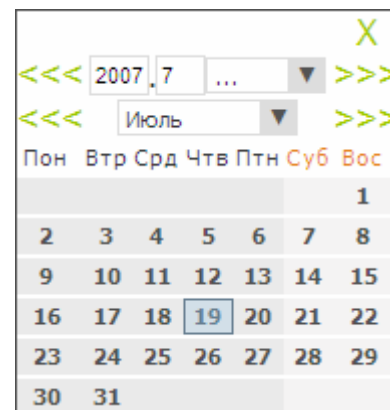 X
<<< 2007 . 7 ... ▼ >>>
<<< Июль ▼ >>>
Пон Втр Срд Чтв Птн Суб Вос
1
2 3 4 5 6 7 8
9 10 11 12 13 14 15
16 17 18 19 20 21 22
23 24 25 26 27 28 29
30 31